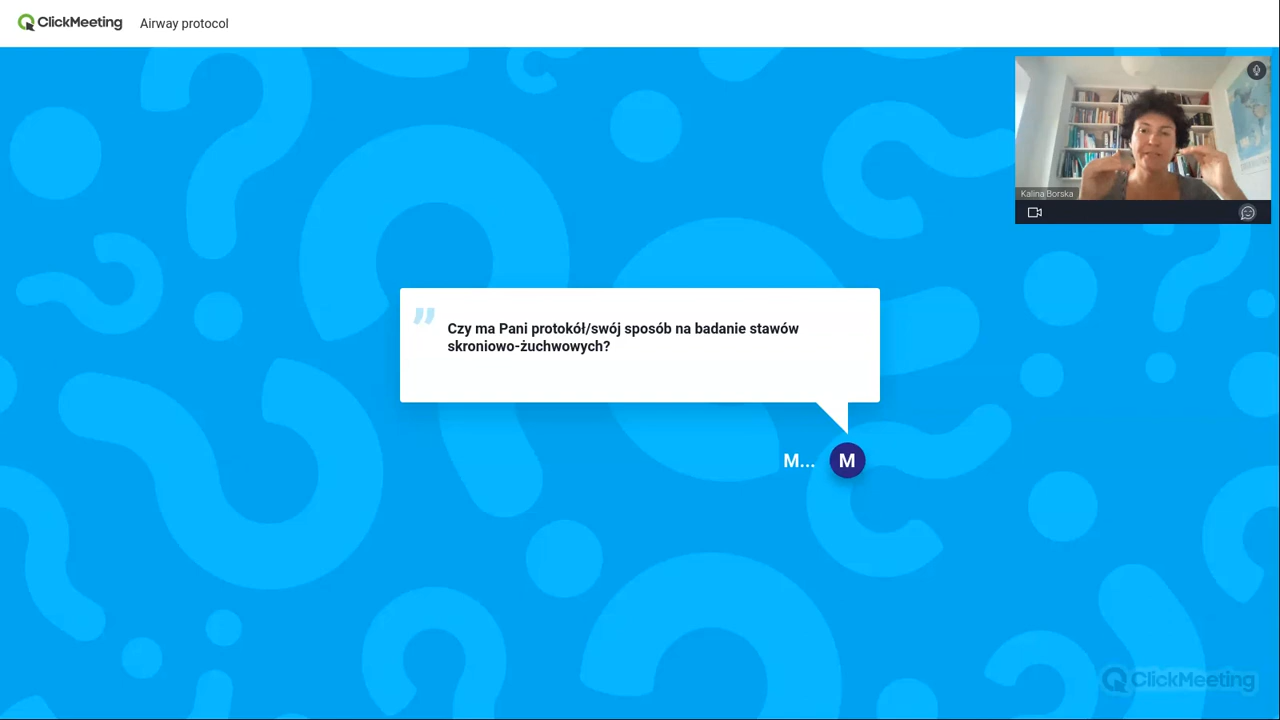 ClickMeeting Airway protocol
Kalina Borska
Czy ma Pani protokół/swój sposób na badanie stawów
skroniowo-żuchwowych?
M... M
ClickMeeting